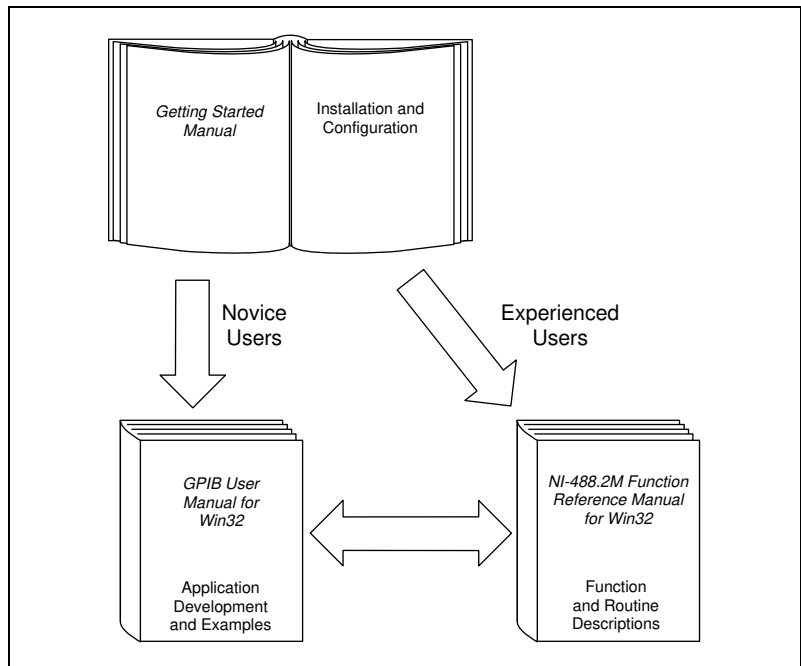 Getting Started
Manual
Installation and
Configuration
Novice
Users
Experienced
Users
GPIB User
Manual for
Win32
Application
Development
and Examples
NI-488.2M Function
Reference Manual
for Win32
Function
and Routine
Descriptions